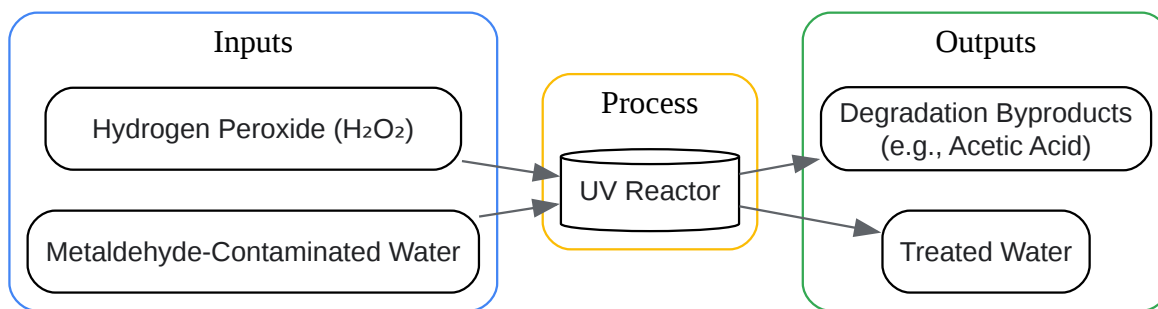 Inputs
Hydrogen Peroxide (H₂O₂)
Metaldehyde-Contaminated Water
Process
UV Reactor
Outputs
Degradation Byproducts
(e.g., Acetic Acid)
Treated Water